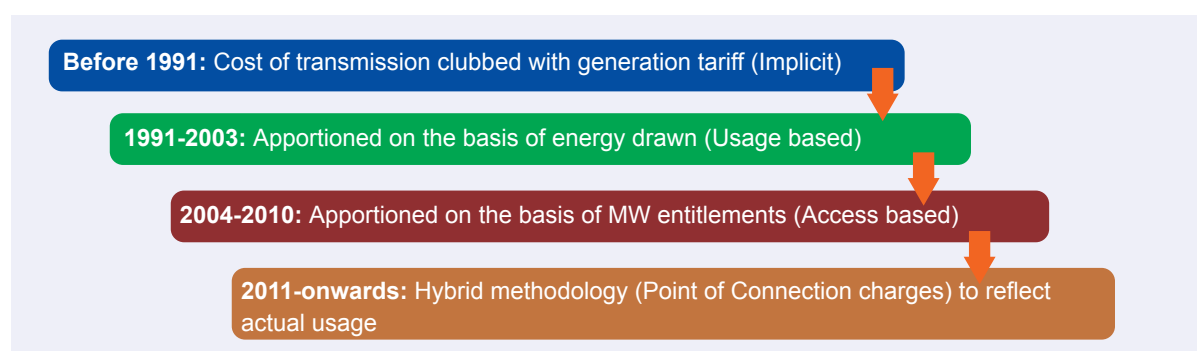 Before 1991: Cost of transmission clubbed with generation tariff (Implicit)
1991-2003: Apportioned on the basis of energy drawn (Usage based)
2004-2010: Apportioned on the basis of MW entitlements (Access based)
2011-onwards: Hybrid methodology (Point of Connection charges) to reflect
actual usage